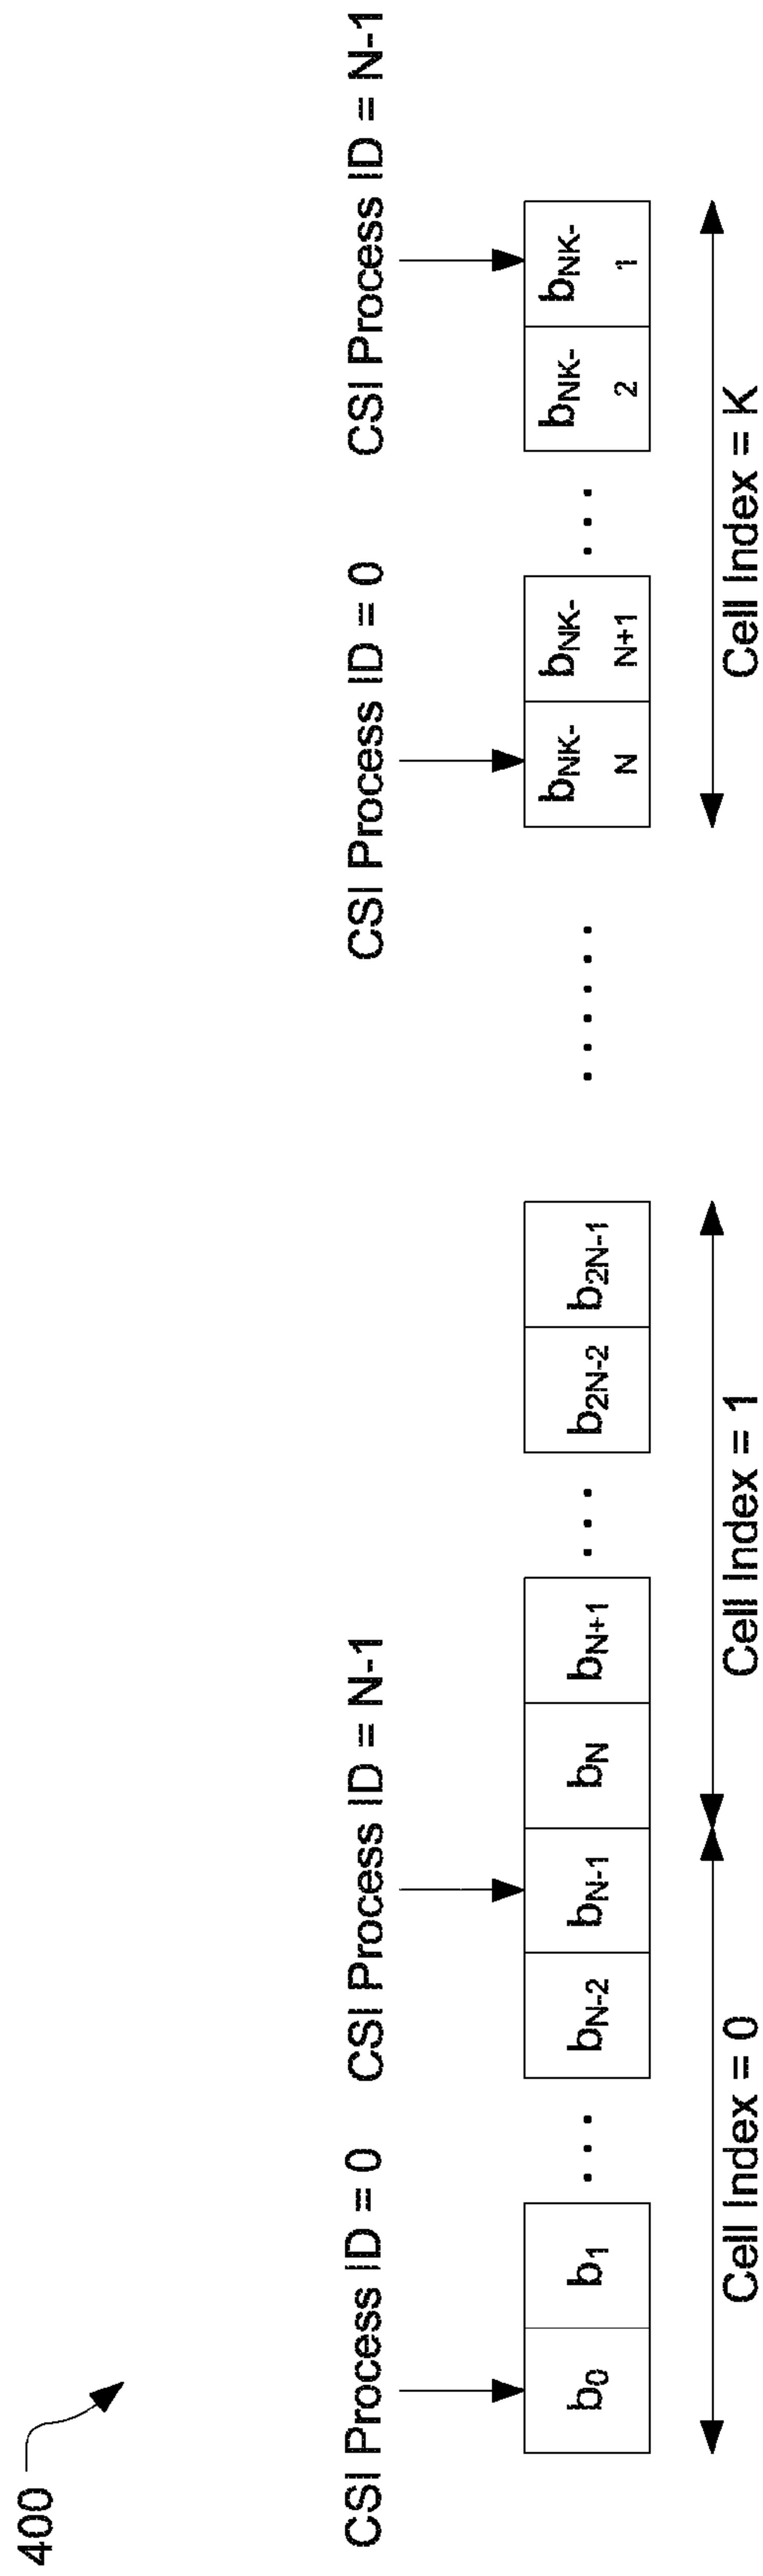 400
CSI Process ID = 0
CSI Process ID = N-1
CSI Process ID = 0
CSI Process ID = N-1
b0 b1 ... bN-2 bN-1 bN bN+1 ... b2N-2 b2N-1 ...... bNK-N bNK-N+1 ... bNK-2 bNK-1
Cell Index = 0
Cell Index = 1
Cell Index = K